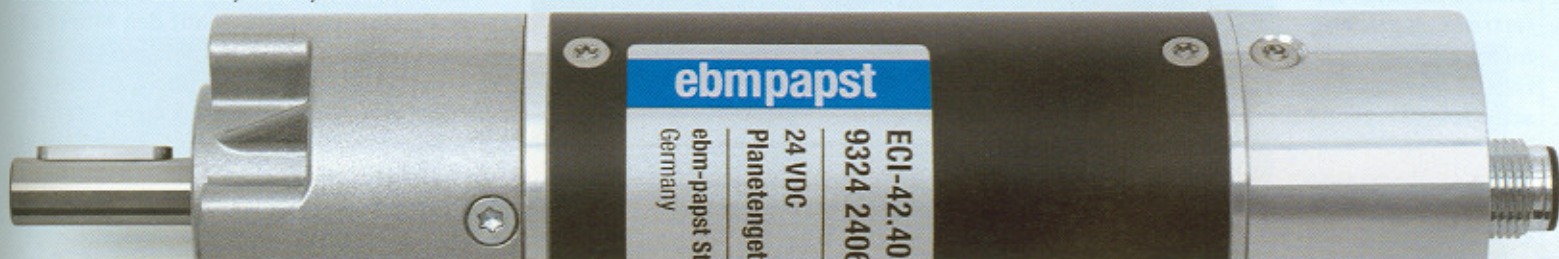 ebmpapst
ECI-42.40
9324 2406
24 VDC
Planetenget
ebm-papst St
Germany